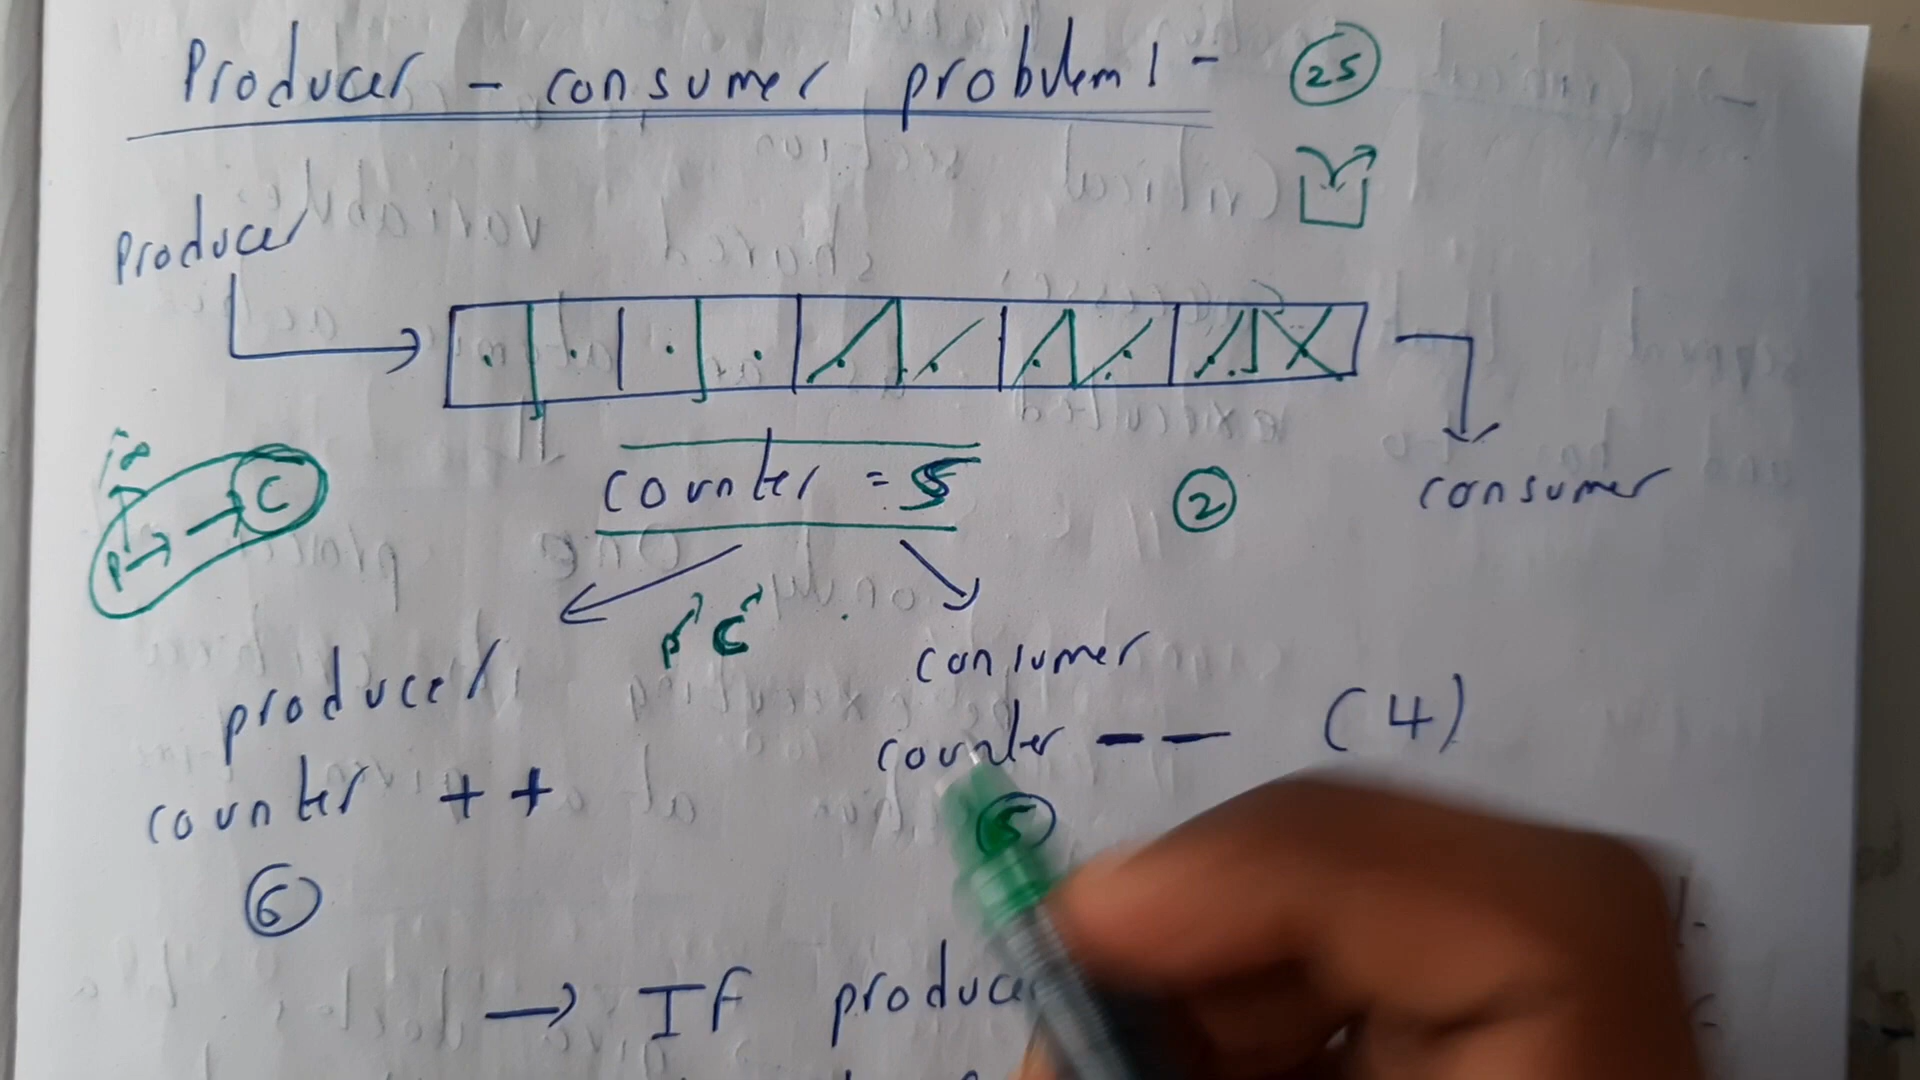 Producer - consumer problem :- 25
producer
counter = 5
2
consumer
C
P
P C
producer
consumer
counter ++
counter -- (4)
6
5
→ If produce